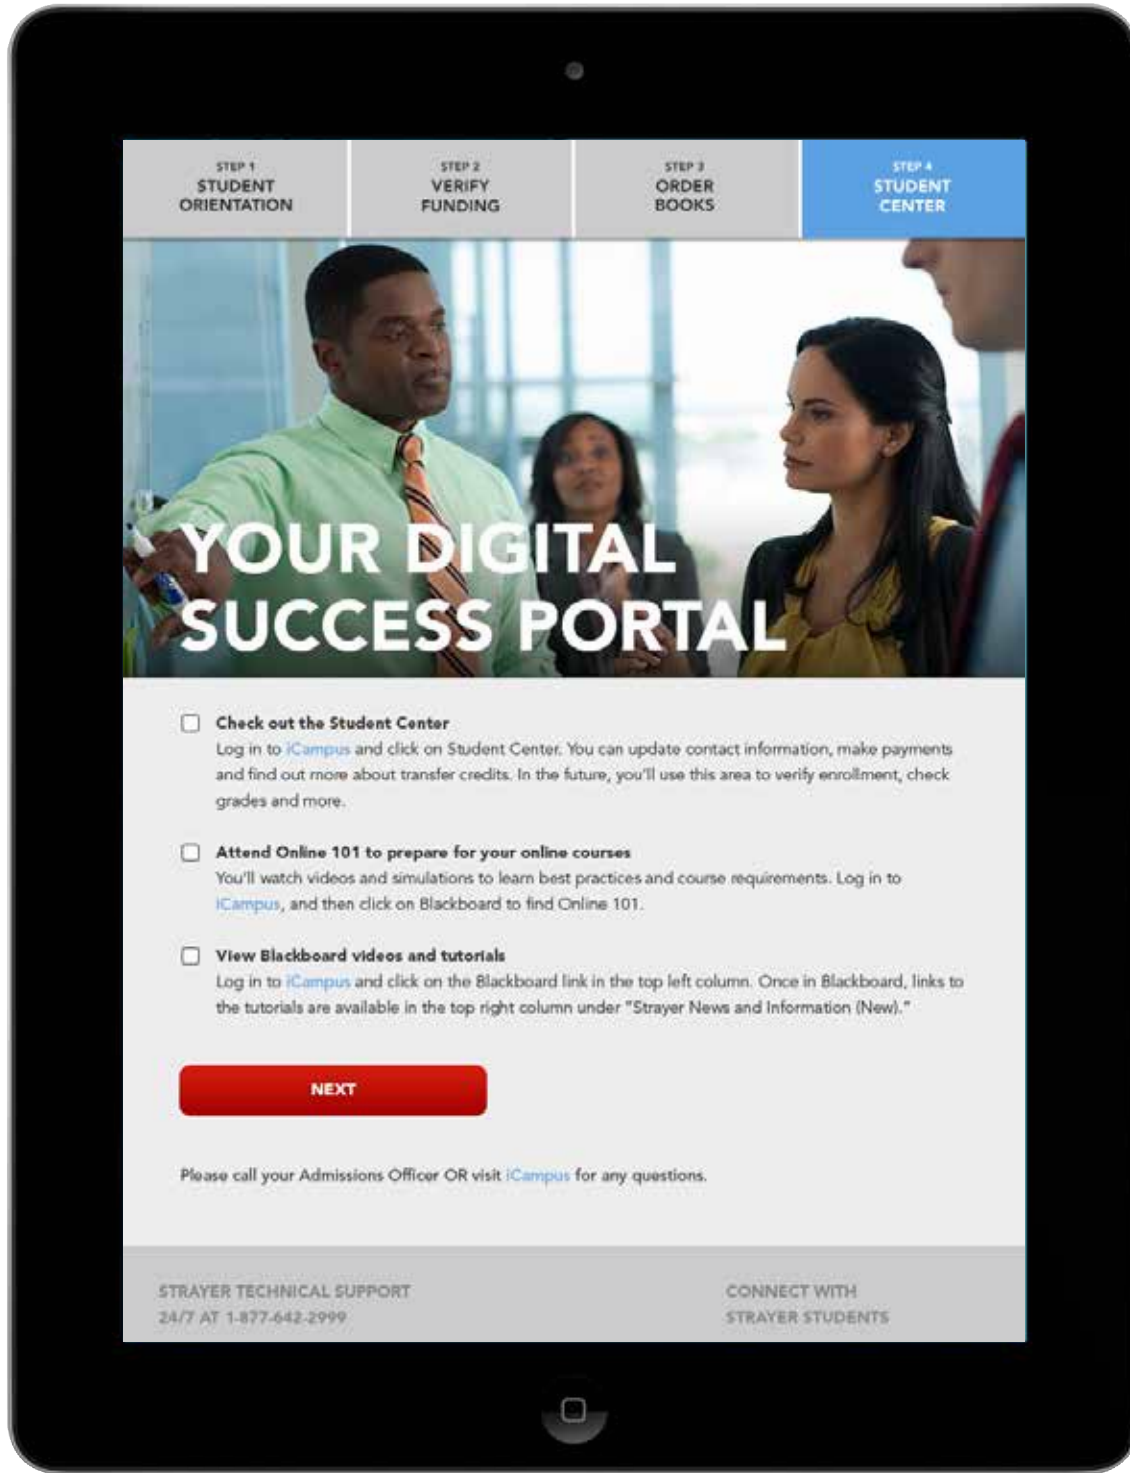 STEP 1
STUDENT
ORIENTATION
STEP 2
VERIFY
FUNDING
STEP 3
ORDER
BOOKS
STEP 4
STUDENT
CENTER
YOUR DIGITAL
SUCCESS PORTAL
Check out the Student Center
Log in to iCampus and click on Student Center. You can update contact information, make payments
and find out more about transfer credits. In the future, you'll use this area to verify enrollment, check
grades and more.
Attend Online 101 to prepare for your online courses
You'll watch videos and simulations to learn best practices and course requirements. Log in to
iCampus, and then click on Blackboard to find Online 101.
View Blackboard videos and tutorials
Log in to iCampus and click on the Blackboard link in the top left column. Once in Blackboard, links to
the tutorials are available in the top right column under "Strayer News and Information (New)."
NEXT
Please call your Admissions Officer OR visit iCampus for any questions.
STRAYER TECHNICAL SUPPORT
24/7 AT 1-877-642-2999
CONNECT WITH
STRAYER STUDENTS